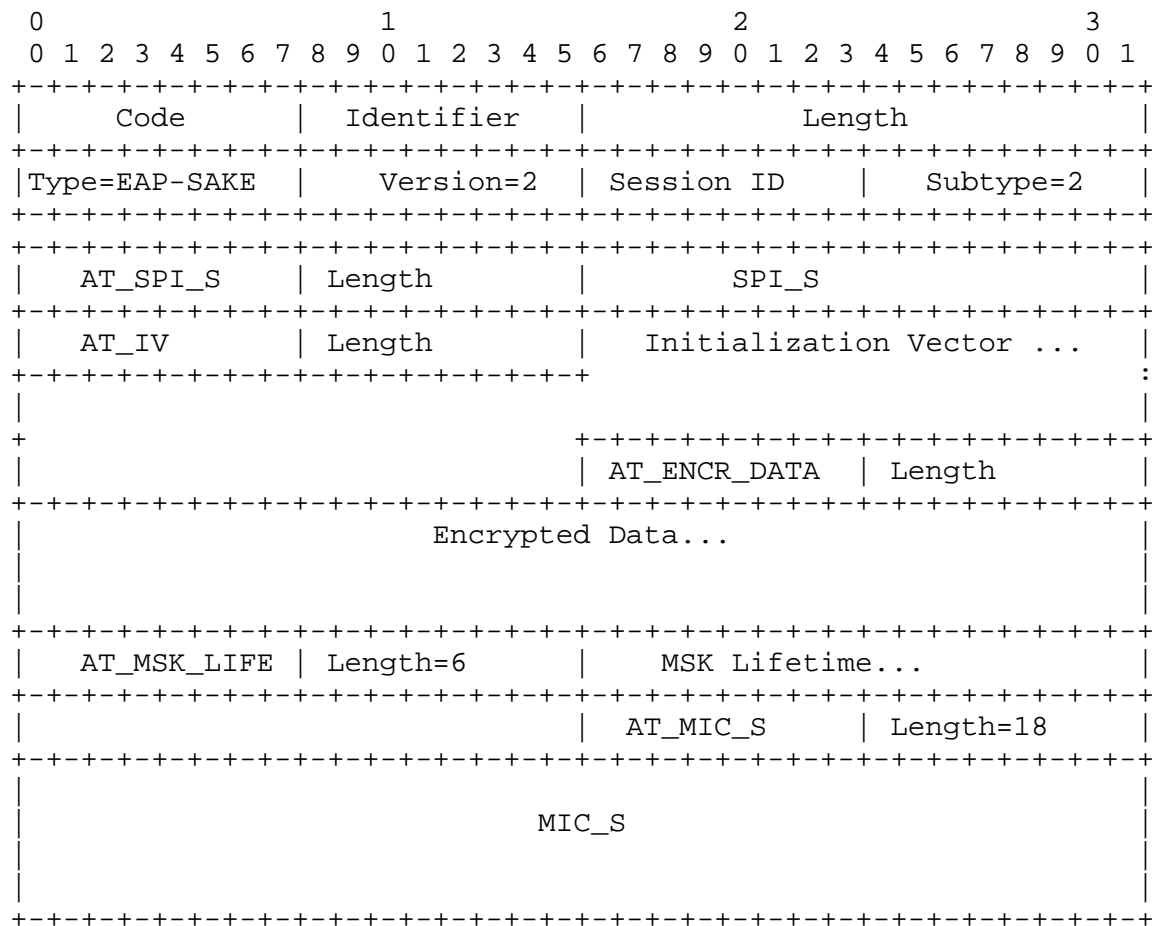 0                   1                   2                   3
 0 1 2 3 4 5 6 7 8 9 0 1 2 3 4 5 6 7 8 9 0 1 2 3 4 5 6 7 8 9 0 1
+-+-+-+-+-+-+-+-+-+-+-+-+-+-+-+-+-+-+-+-+-+-+-+-+-+-+-+-+-+-+-+-+
|     Code      |  Identifier   |            Length             |
+-+-+-+-+-+-+-+-+-+-+-+-+-+-+-+-+-+-+-+-+-+-+-+-+-+-+-+-+-+-+-+-+
|Type=EAP-SAKE  |    Version=2  | Session ID    |   Subtype=2   |
+-+-+-+-+-+-+-+-+-+-+-+-+-+-+-+-+-+-+-+-+-+-+-+-+-+-+-+-+-+-+-+-+
+-+-+-+-+-+-+-+-+-+-+-+-+-+-+-+-+-+-+-+-+-+-+-+-+-+-+-+-+-+-+-+-+
|   AT_SPI_S    | Length        |        SPI_S                  |
+-+-+-+-+-+-+-+-+-+-+-+-+-+-+-+-+-+-+-+-+-+-+-+-+-+-+-+-+-+-+-+-+
|   AT_IV       | Length        |   Initialization Vector ...   |
+-+-+-+-+-+-+-+-+-+-+-+-+-+-+-+-+                               :
|                                                               |
+                               +-+-+-+-+-+-+-+-+-+-+-+-+-+-+-+-+
|                               | AT_ENCR_DATA  | Length        |
+-+-+-+-+-+-+-+-+-+-+-+-+-+-+-+-+-+-+-+-+-+-+-+-+-+-+-+-+-+-+-+-+
|                       Encrypted Data...                       |
|                                                               |
|                                                               |
+-+-+-+-+-+-+-+-+-+-+-+-+-+-+-+-+-+-+-+-+-+-+-+-+-+-+-+-+-+-+-+-+
|   AT_MSK_LIFE | Length=6      |    MSK Lifetime...            |
+-+-+-+-+-+-+-+-+-+-+-+-+-+-+-+-+-+-+-+-+-+-+-+-+-+-+-+-+-+-+-+-+
|                               |  AT_MIC_S     | Length=18     |
+-+-+-+-+-+-+-+-+-+-+-+-+-+-+-+-+-+-+-+-+-+-+-+-+-+-+-+-+-+-+-+-+
|                                                               |
|                             MIC_S                             |
|                                                               |
|                                                               |
+-+-+-+-+-+-+-+-+-+-+-+-+-+-+-+-+-+-+-+-+-+-+-+-+-+-+-+-+-+-+-+-+